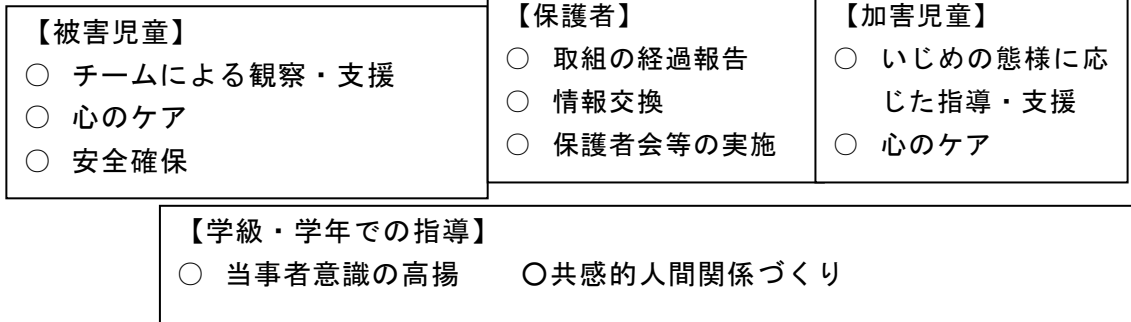 【被害児童】
○ チームによる観察・支援
○ 心のケア
○ 安全確保
【保護者】
○ 取組の経過報告
○ 情報交換
○ 保護者会等の実施
【加害児童】
○ いじめの態様に応
じた指導・支援
○ 心のケア
【学級・学年での指導】
○ 当事者意識の高揚 ○共感的人間関係づくり